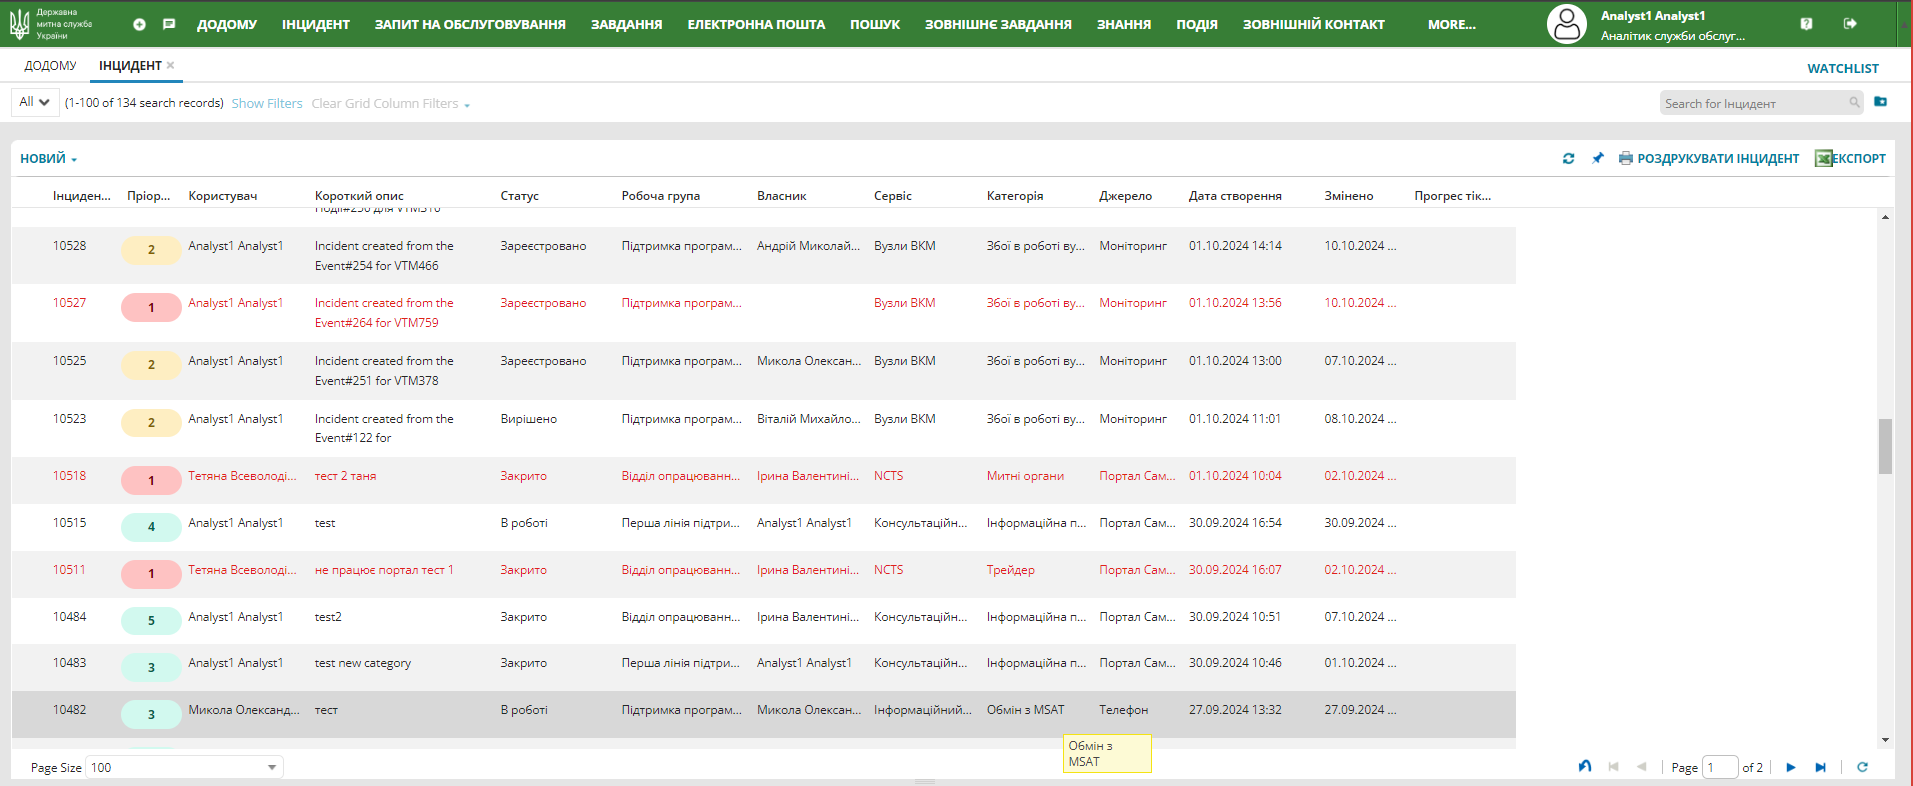 Державна
митна служба
України
ДОДОМУ ІНЦИДЕНТ ЗАПИТ НА ОБСЛУГОВУВАННЯ ЗАВДАННЯ ЕЛЕКТРОННА ПОШТА ПОШУК ЗОВНІШНЄ ЗАВДАННЯ ЗНАННЯ ПОДІЯ ЗОВНІШНІЙ КОНТАКТ MORE...
Analyst1 Analyst1
Аналітик служби обслуг...
ДОДОМУ ІНЦИДЕНТ
WATCHLIST
All (1-100 of 134 search records) Show Filters Clear Grid Column Filters
Search for Інцидент
НОВИЙ
РОЗДРУКУВАТИ ІНЦИДЕНТ ЕКСПОРТ
Інциден... Пріор... Користувач Короткий опис Статус Робоча група Власник Сервіс Категорія Джерело Дата створення Змінено Прогрес тік...
Події#256 для VTM316
10528 2 Analyst1 Analyst1 Incident created from the Зареєстровано Підтримка програм... Андрій Миколай... Вузли ВКМ Збої в роботі ву... Моніторинг 01.10.2024 14:14 10.10.2024 ...
Event#254 for VTM466
10527 1 Analyst1 Analyst1 Incident created from the Зареєстровано Підтримка програм... Вузли ВКМ Збої в роботі ву... Моніторинг 01.10.2024 13:56 10.10.2024 ...
Event#264 for VTM759
10525 2 Analyst1 Analyst1 Incident created from the Зареєстровано Підтримка програм... Микола Олексан... Вузли ВКМ Збої в роботі ву... Моніторинг 01.10.2024 13:00 07.10.2024 ...
Event#251 for VTM378
10523 2 Analyst1 Analyst1 Incident created from the Вирішено Підтримка програм... Віталій Михайло... Вузли ВКМ Збої в роботі ву... Моніторинг 01.10.2024 11:01 08.10.2024 ...
Event#122 for
10518 1 Тетяна Всеволоді... тест 2 таня Закрито Відділ опрацюванн... Ірина Валентині... NCTS Митні органи Портал Сам... 01.10.2024 10:04 02.10.2024 ...
10515 4 Analyst1 Analyst1 test В роботі Перша лінія підтри... Analyst1 Analyst1 Консультаційн... Інформаційна п... Портал Сам... 30.09.2024 16:54 30.09.2024 ...
10511 1 Тетяна Всеволоді... не працює портал тест 1 Закрито Відділ опрацюванн... Ірина Валентині... NCTS Трейдер Портал Сам... 30.09.2024 16:07 02.10.2024 ...
10484 5 Analyst1 Analyst1 test2 Закрито Відділ опрацюванн... Ірина Валентині... Консультаційн... Інформаційна п... Портал Сам... 30.09.2024 10:51 07.10.2024 ...
10483 3 Analyst1 Analyst1 test new category Закрито Перша лінія підтри... Analyst1 Analyst1 Консультаційн... Інформаційна п... Портал Сам... 30.09.2024 10:46 01.10.2024 ...
10482 3 Микола Олександ... тест В роботі Підтримка програм... Микола Олексан... Інформаційний... Обмін з MSAT Телефон 27.09.2024 13:32 27.09.2024 ...
Обмін з
MSAT
Page Size 100
Page 1 of 2